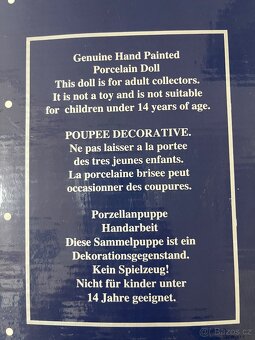 Genuine Hand Painted
Porcelain Doll
This doll is for adult collectors.
It is not a toy and is not suitable
for children under 14 years of age.
POUPEE DECORATIVE.
Ne pas laisser a la portee
des tres jeunes enfants.
La porcelaine brisee peut
occasionner des coupures.
Porzellanpuppe
Handarbeit
Diese Sammelpuppe ist ein
Dekorationsgegenstand.
Kein Spielzeug!
Nicht für kinder unter
14 Jahre geeignet.